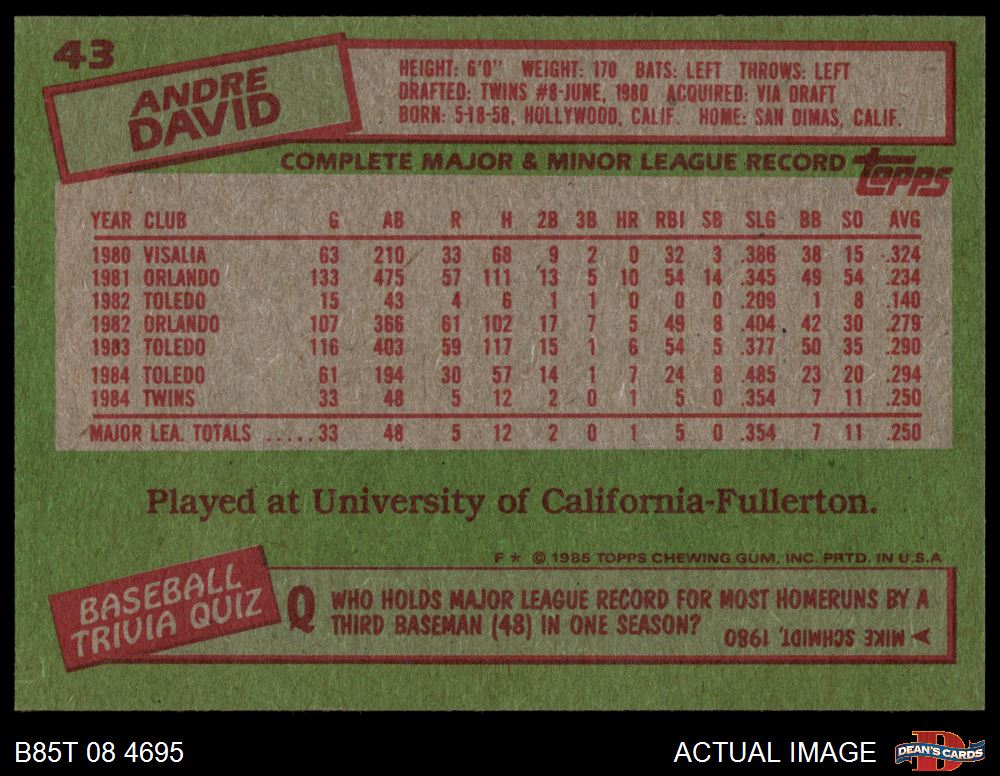 43
ANDRE
DAVID
HEIGHT: 6'0" WEIGHT: 170 BATS: LEFT THROWS: LEFT
DRAFTED: TWINS #8-JUNE, 1980 ACQUIRED: VIA DRAFT
BORN: 5-18-58, HOLLYWOOD, CALIF. HOME: SAN DIMAS, CALIF.
COMPLETE MAJOR & MINOR LEAGUE RECORD topps
YEAR CLUB G AB R H 2B 3B HR RBI SB SLG BB SO AVG
1980 VISALIA 63 210 33 68 9 2 0 32 3 .386 38 15 .324
1981 ORLANDO 133 475 57 111 13 5 10 54 14 .345 49 54 .234
1982 TOLEDO 15 43 4 6 1 1 0 0 0 .209 1 8 .140
1982 ORLANDO 107 366 61 102 17 7 5 49 8 .404 42 30 .279
1983 TOLEDO 116 403 59 117 15 1 6 54 5 .377 50 35 .290
1984 TOLEDO 61 194 30 57 14 1 7 24 8 .485 23 20 .294
1984 TWINS 33 48 5 12 2 0 1 5 0 .354 7 11 .250
MAJOR LEA. TOTALS .....33 48 5 12 2 0 1 5 0 .354 7 11 .250
Played at University of California-Fullerton.
F * © 1985 TOPPS CHEWING GUM, INC. PRTD. IN U.S.A
BASEBALL
TRIVIA QUIZ
Q WHO HOLDS MAJOR LEAGUE RECORD FOR MOST HOMERUNS BY A
THIRD BASEMAN (48) IN ONE SEASON?
MIKE SCHMIDT, 1980
B85T 08 4695
ACTUAL IMAGE
D
DEAN'S CARDS